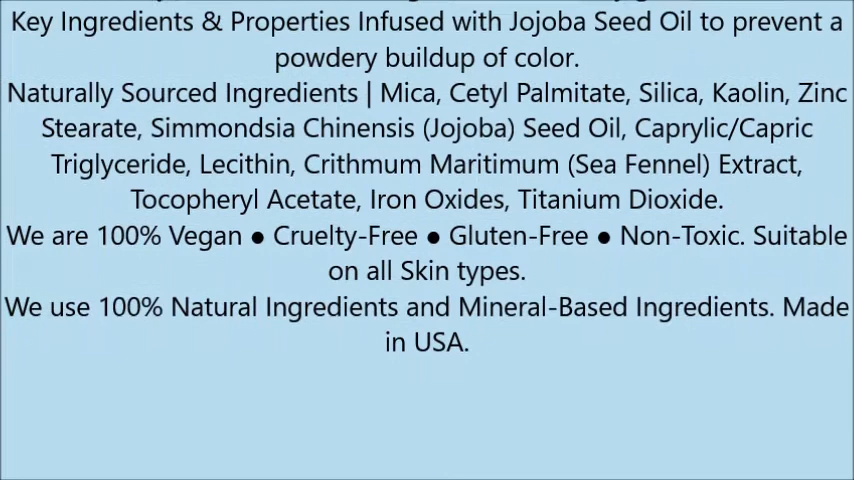 Key Ingredients & Properties Infused with Jojoba Seed Oil to prevent a
powdery buildup of color.
Naturally Sourced Ingredients | Mica, Cetyl Palmitate, Silica, Kaolin, Zinc
Stearate, Simmondsia Chinensis (Jojoba) Seed Oil, Caprylic/Capric
Triglyceride, Lecithin, Crithmum Maritimum (Sea Fennel) Extract,
Tocopheryl Acetate, Iron Oxides, Titanium Dioxide.
We are 100% Vegan ● Cruelty-Free ● Gluten-Free ● Non-Toxic. Suitable
on all Skin types.
We use 100% Natural Ingredients and Mineral-Based Ingredients. Made
in USA.